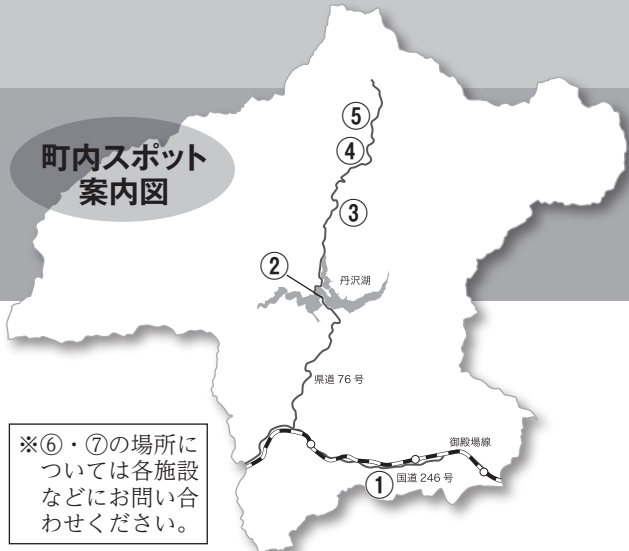 町内スポット
案内図
⑤
④
③
②
丹沢湖
県道 76 号
御殿場線
①
国道 246 号
※⑥・⑦の場所に
ついては各施設
などにお問い合
わせください。